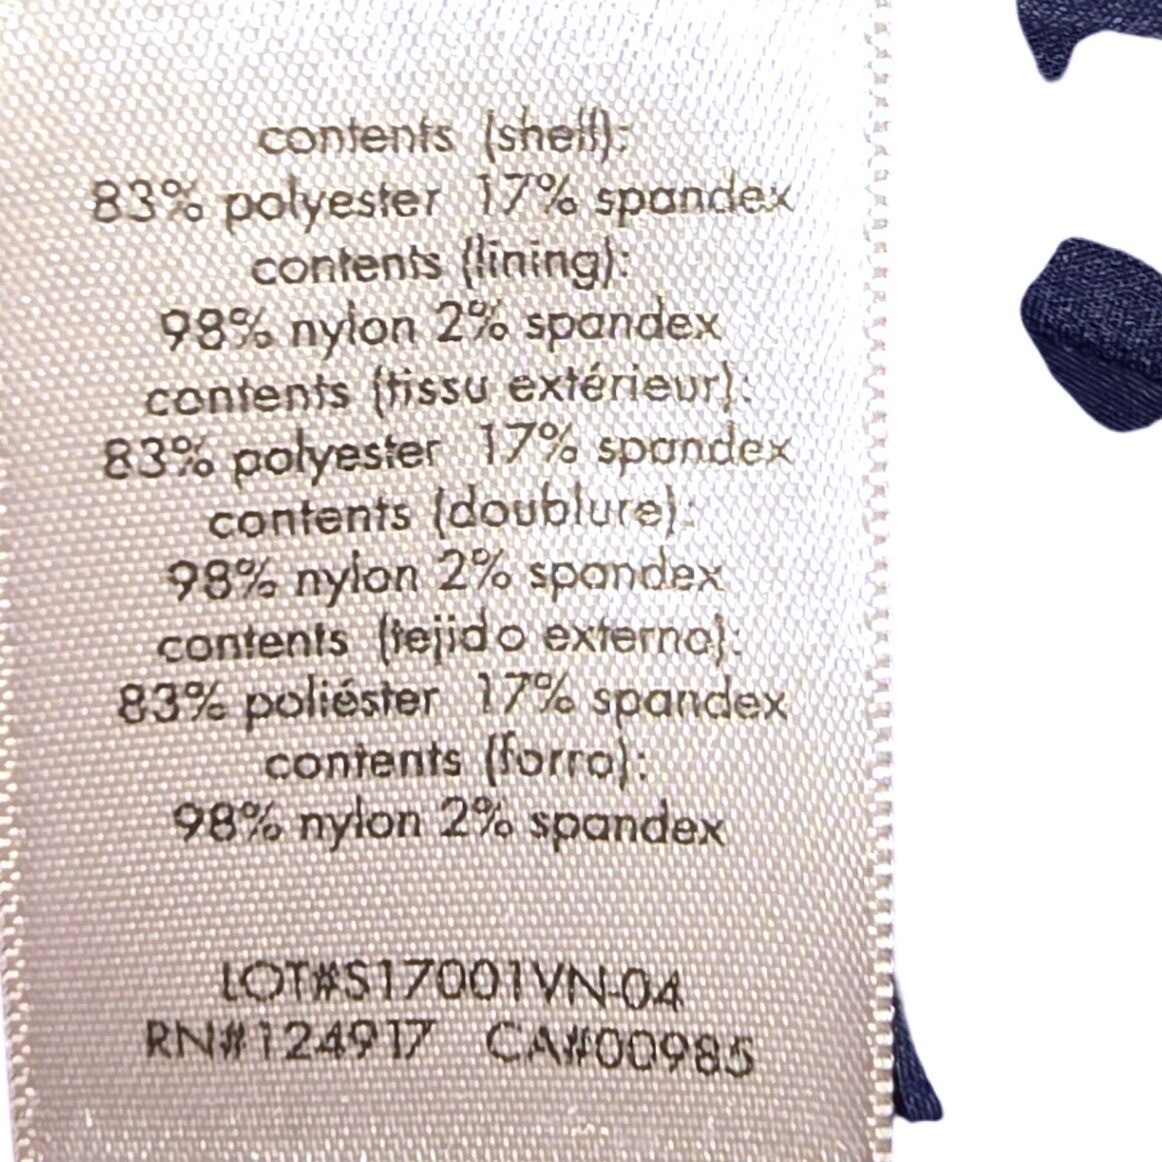 contents (shell):
83% polyester 17% spandex
contents (lining):
98% nylon 2% spandex
contents (tissu extérieur):
83% polyester 17% spandex
contents (doublure):
98% nylon 2% spandex
contents (tejido externo):
83% poliéster 17% spandex
contents (forro):
98% nylon 2% spandex
LOT#S17001VN-04
RN#124917 CA#00985